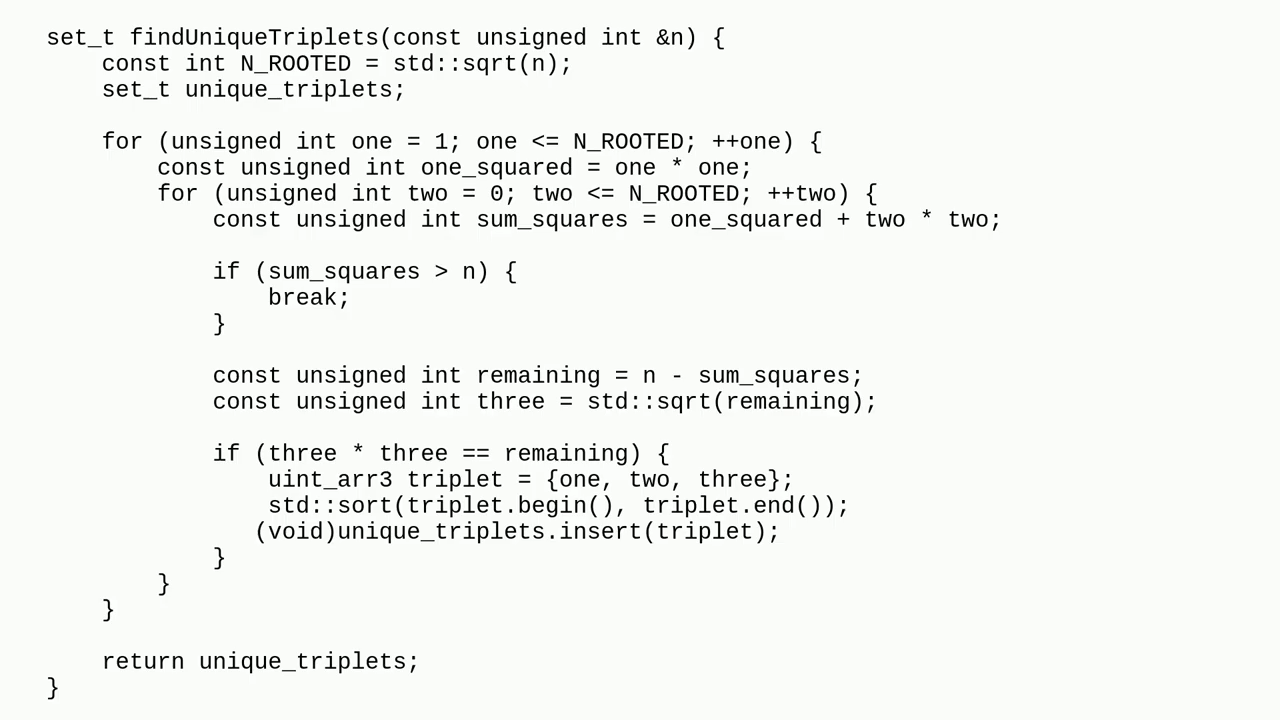 set_t findUniqueTriplets(const unsigned int &n) {
    const int N_ROOTED = std::sqrt(n);
    set_t unique_triplets;

    for (unsigned int one = 1; one <= N_ROOTED; ++one) {
        const unsigned int one_squared = one * one;
        for (unsigned int two = 0; two <= N_ROOTED; ++two) {
            const unsigned int sum_squares = one_squared + two * two;

            if (sum_squares > n) {
                break;
            }

            const unsigned int remaining = n - sum_squares;
            const unsigned int three = std::sqrt(remaining);

            if (three * three == remaining) {
                uint_arr3 triplet = {one, two, three};
                std::sort(triplet.begin(), triplet.end());
               (void)unique_triplets.insert(triplet);
            }
        }
    }

    return unique_triplets;
}